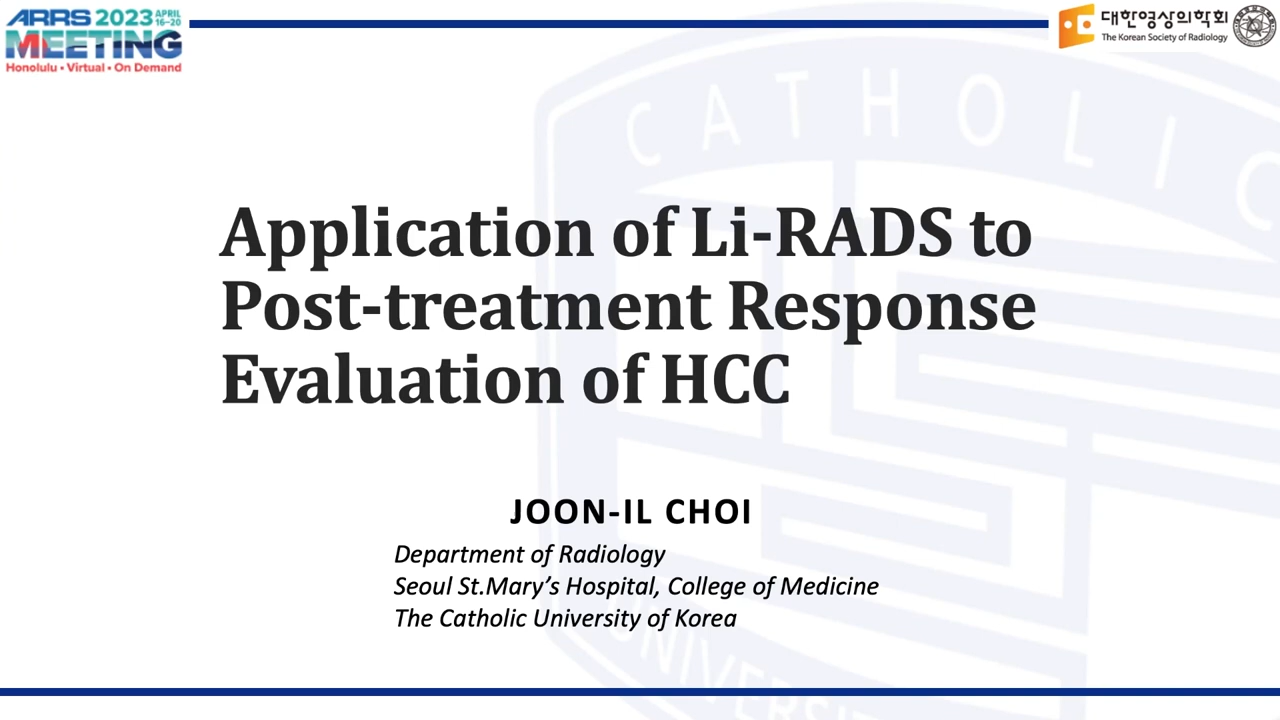 ARRS 2023 APRIL 16–20
MEETING
Honolulu • Virtual • On Demand
대한영상의학회
The Korean Society of Radiology
CATHOLIC
Application of Li-RADS to
Post-treatment Response
Evaluation of HCC
JOON-IL CHOI
Department of Radiology
Seoul St.Mary’s Hospital, College of Medicine
The Catholic University of Korea
UNIVERSIT